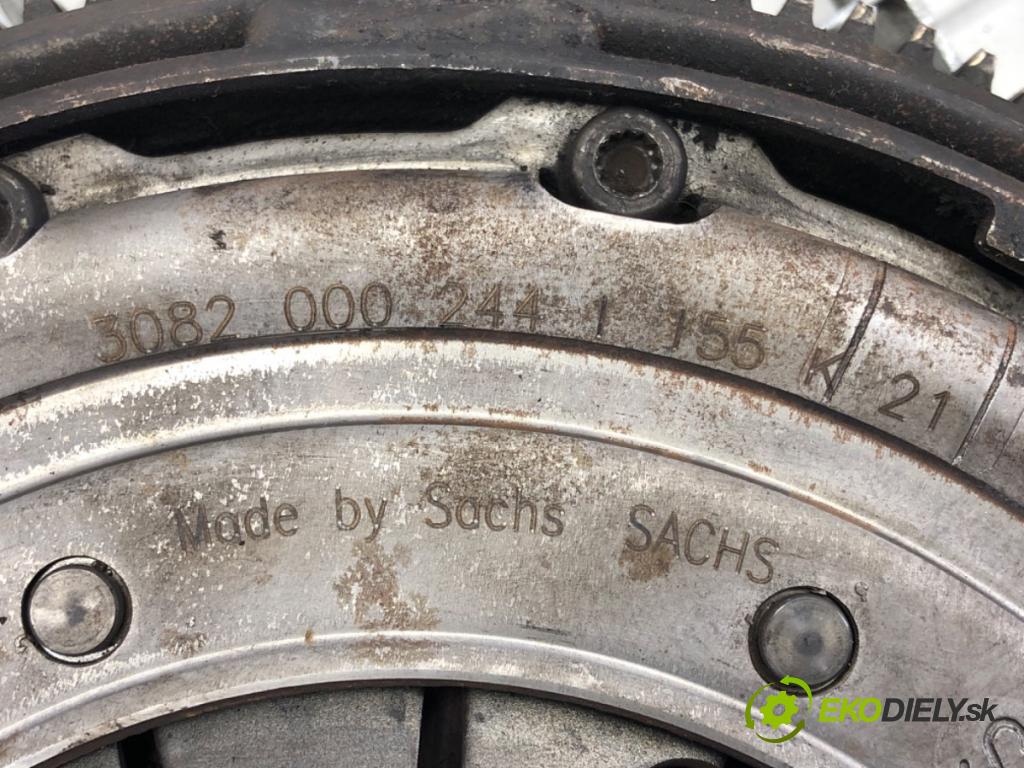 3082 000 244 1 155 K 21
Made by Sachs SACHS
EKODIELY.sk